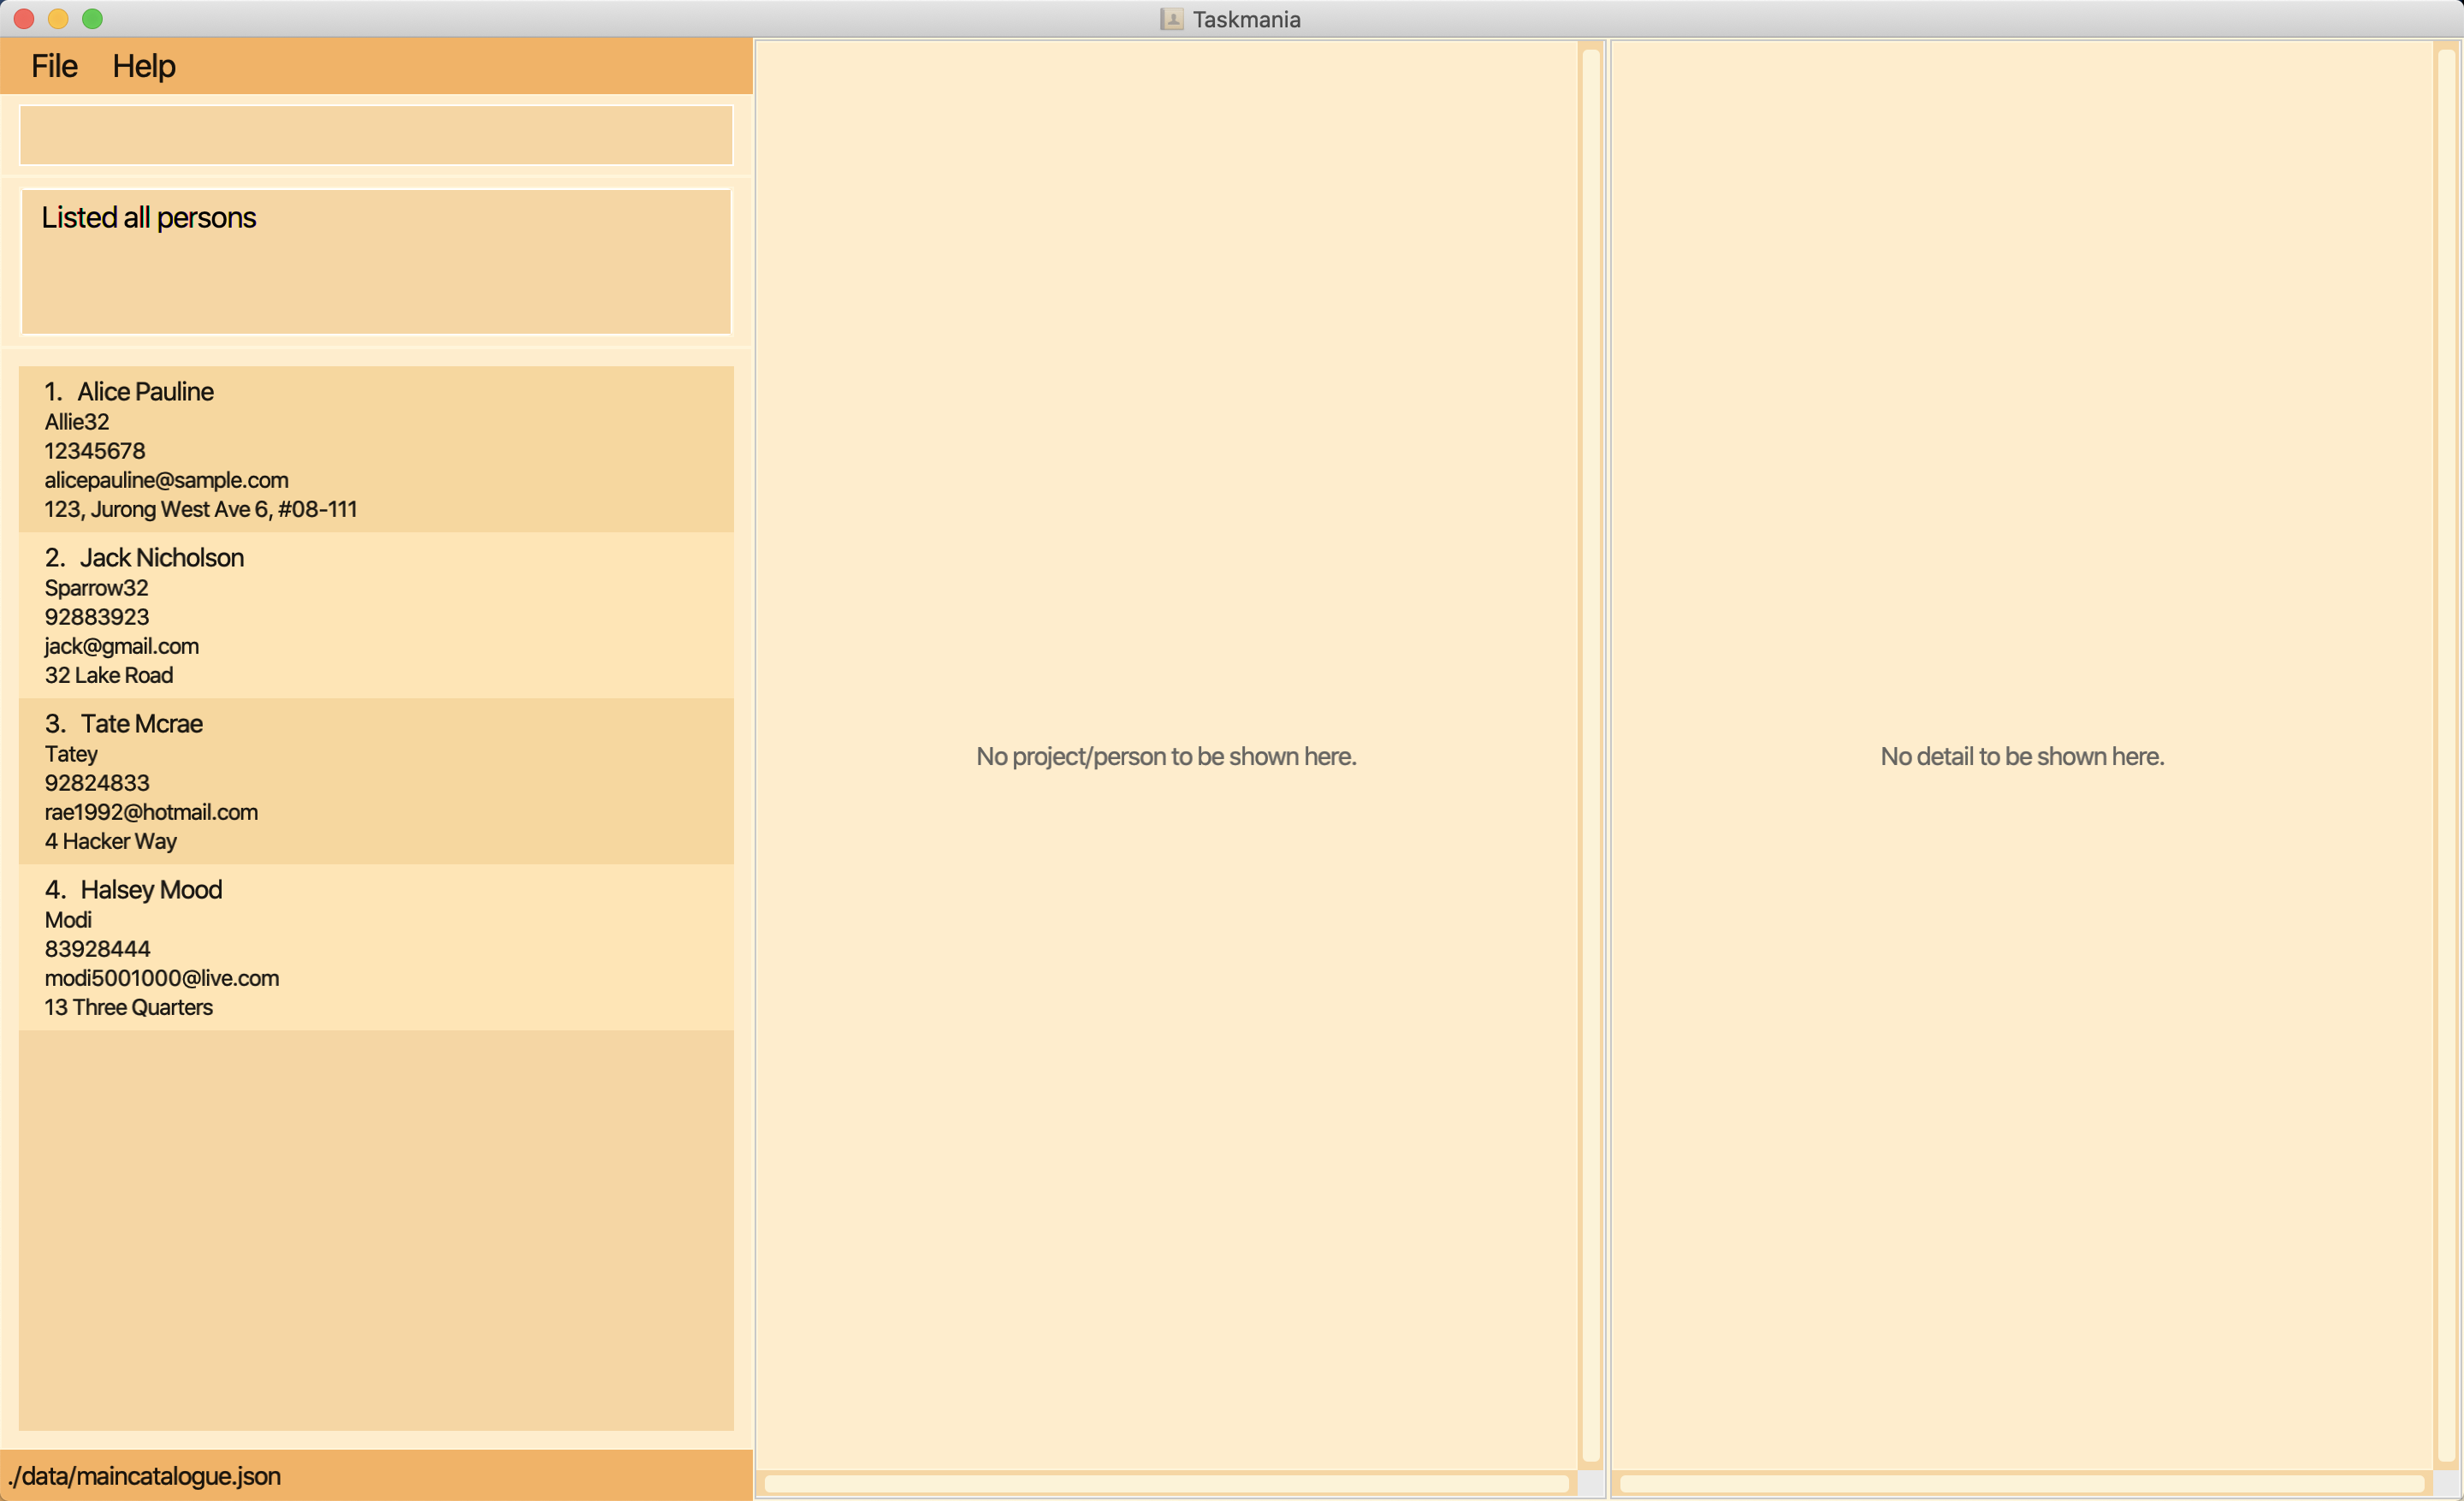 Taskmania
File Help
Listed all persons
1. Alice Pauline
Allie32
12345678
alicepauline@sample.com
123, Jurong West Ave 6, #08-111
2. Jack Nicholson
Sparrow32
92883923
jack@gmail.com
32 Lake Road
3. Tate Mcrae
Tatey
92824833
rae1992@hotmail.com
4 Hacker Way
4. Halsey Mood
Modi
83928444
modi5001000@live.com
13 Three Quarters
./data/maincatalogue.json
No project/person to be shown here.
No detail to be shown here.